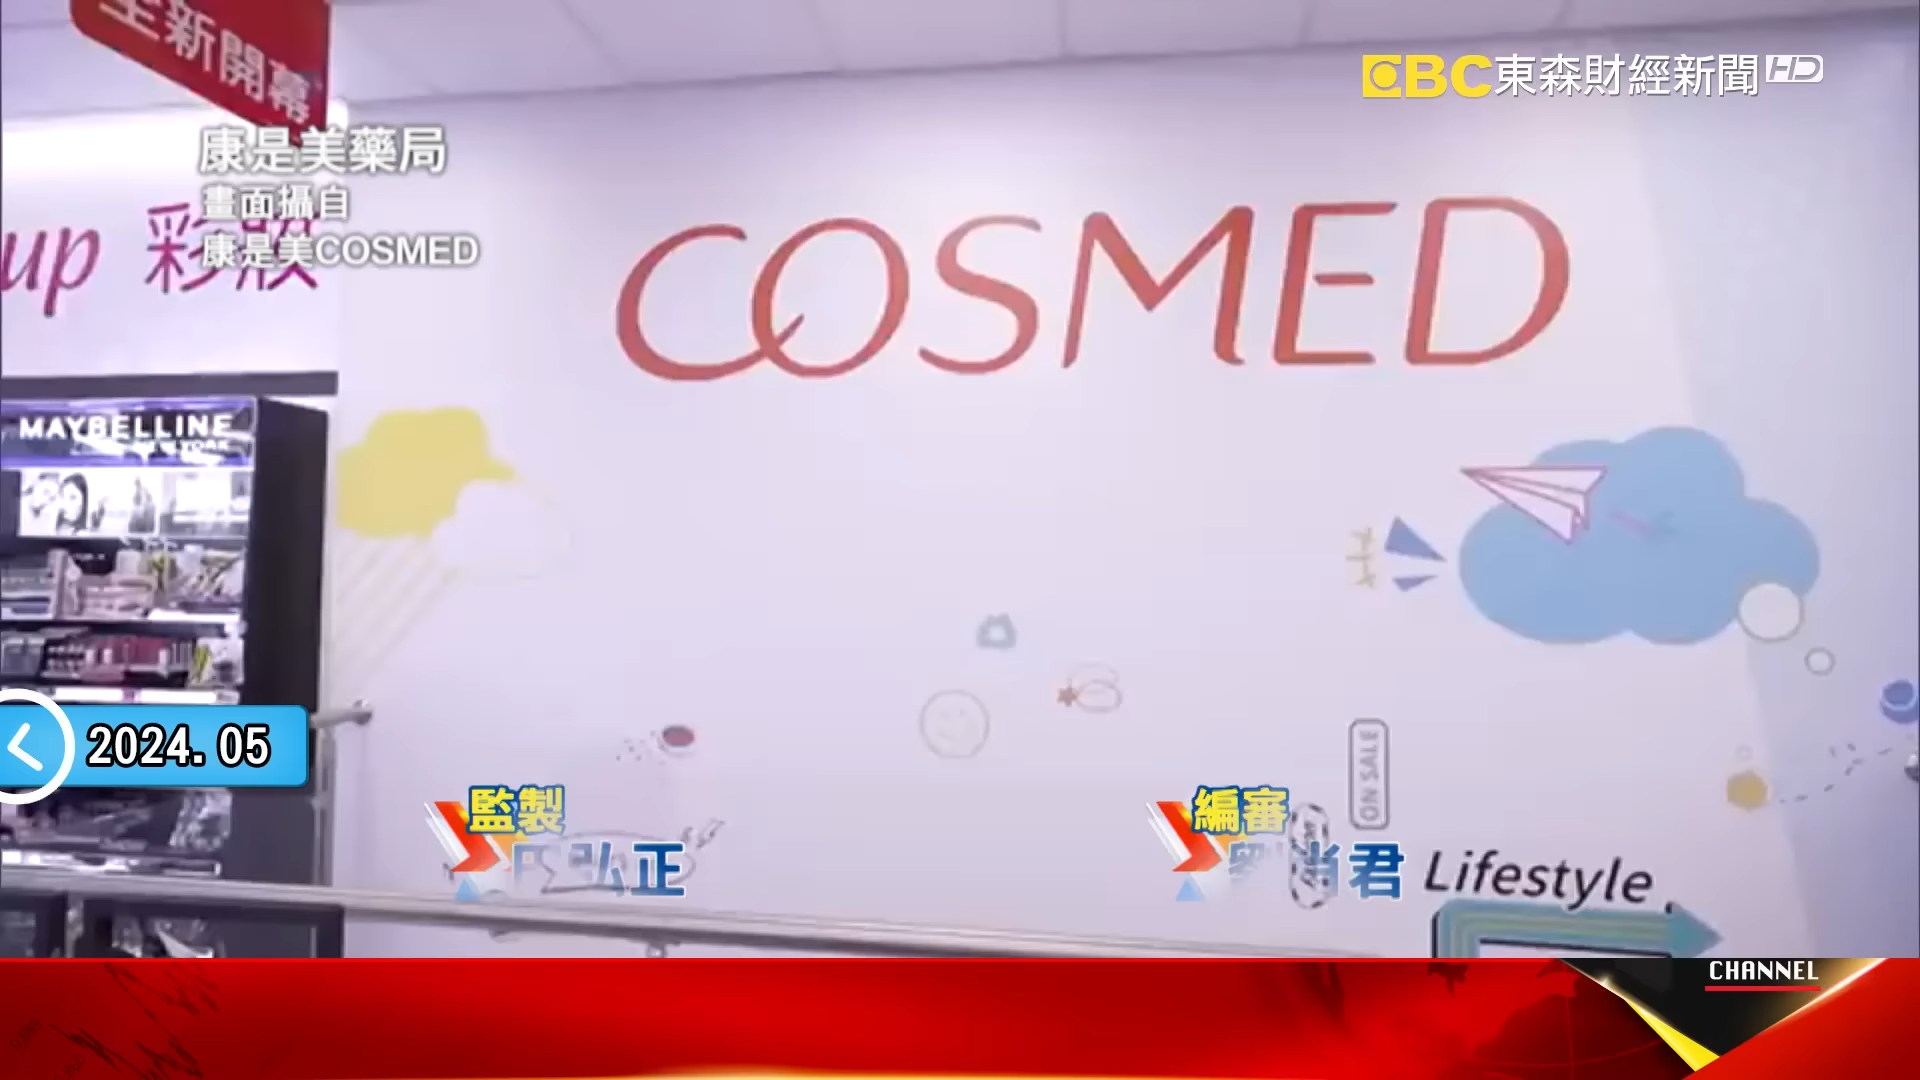 全新開幕
EBC東森財經新聞HD
康是美藥局
畫面攝自
康是美COSMED
up 彩妝
COSMED
MAYBELLINE
NEW YORK
2024.05
監製
弘正
編審
君
ON SALE
Lifestyle
CHANNEL